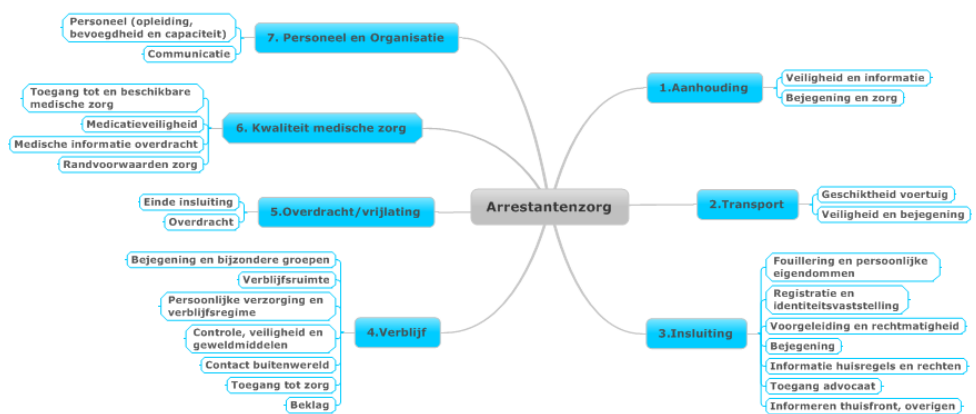 Arrestantenzorg
1.Aanhouding
Veiligheid en informatie
Bejegening en zorg
2.Transport
Geschiktheid voertuig
Veiligheid en bejegening
3.Insluiting
Fouillering en persoonlijke
eigendommen
Registratie en
identiteitsvaststelling
Voorgeleiding en rechtmatigheid
Bejegening
Informatie huisregels en rechten
Toegang advocaat
Informeren thuisfront, overigen
4.Verblijf
Bejegening en bijzondere groepen
Verblijfsruimte
Persoonlijke verzorging en
verblijfsregime
Controle, veiligheid en
geweldmiddelen
Contact buitenwereld
Toegang tot zorg
Beklag
5.Overdracht/vrijlating
Einde insluiting
Overdracht
6. Kwaliteit medische zorg
Toegang tot en beschikbare
medische zorg
Medicatieveiligheid
Medische informatie overdracht
Randvoorwaarden zorg
7. Personeel en Organisatie
Personeel (opleiding,
bevoegdheid en capaciteit)
Communicatie